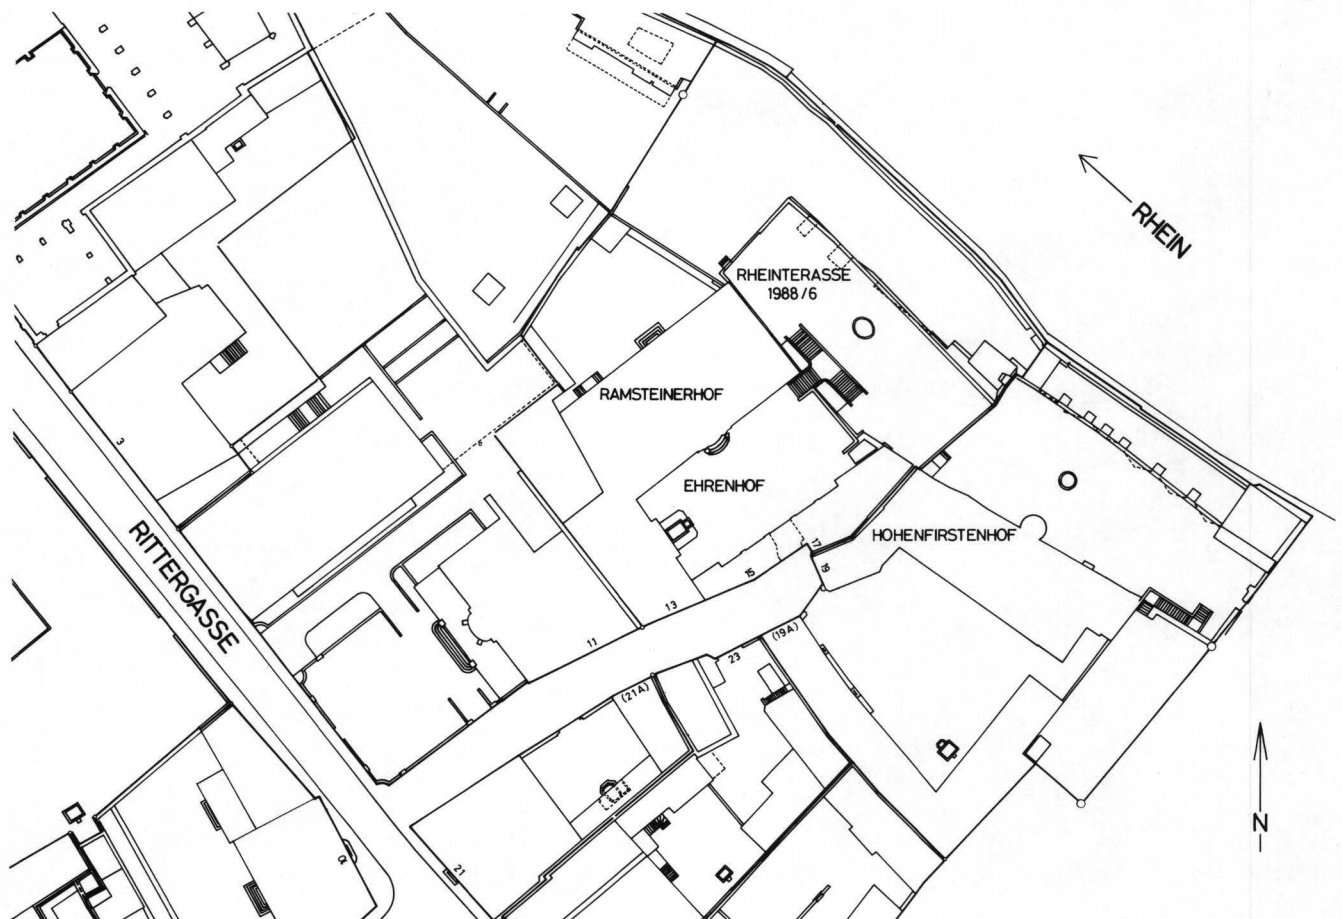 RHEIN
RHEINTERASSE
1988/6
RAMSTEINERHOF
EHRENHOF
HOHENFIRSTENHOF
RITTERGASSE
3
17
19
15
13
11
(19A)
23
(21A)
21
N